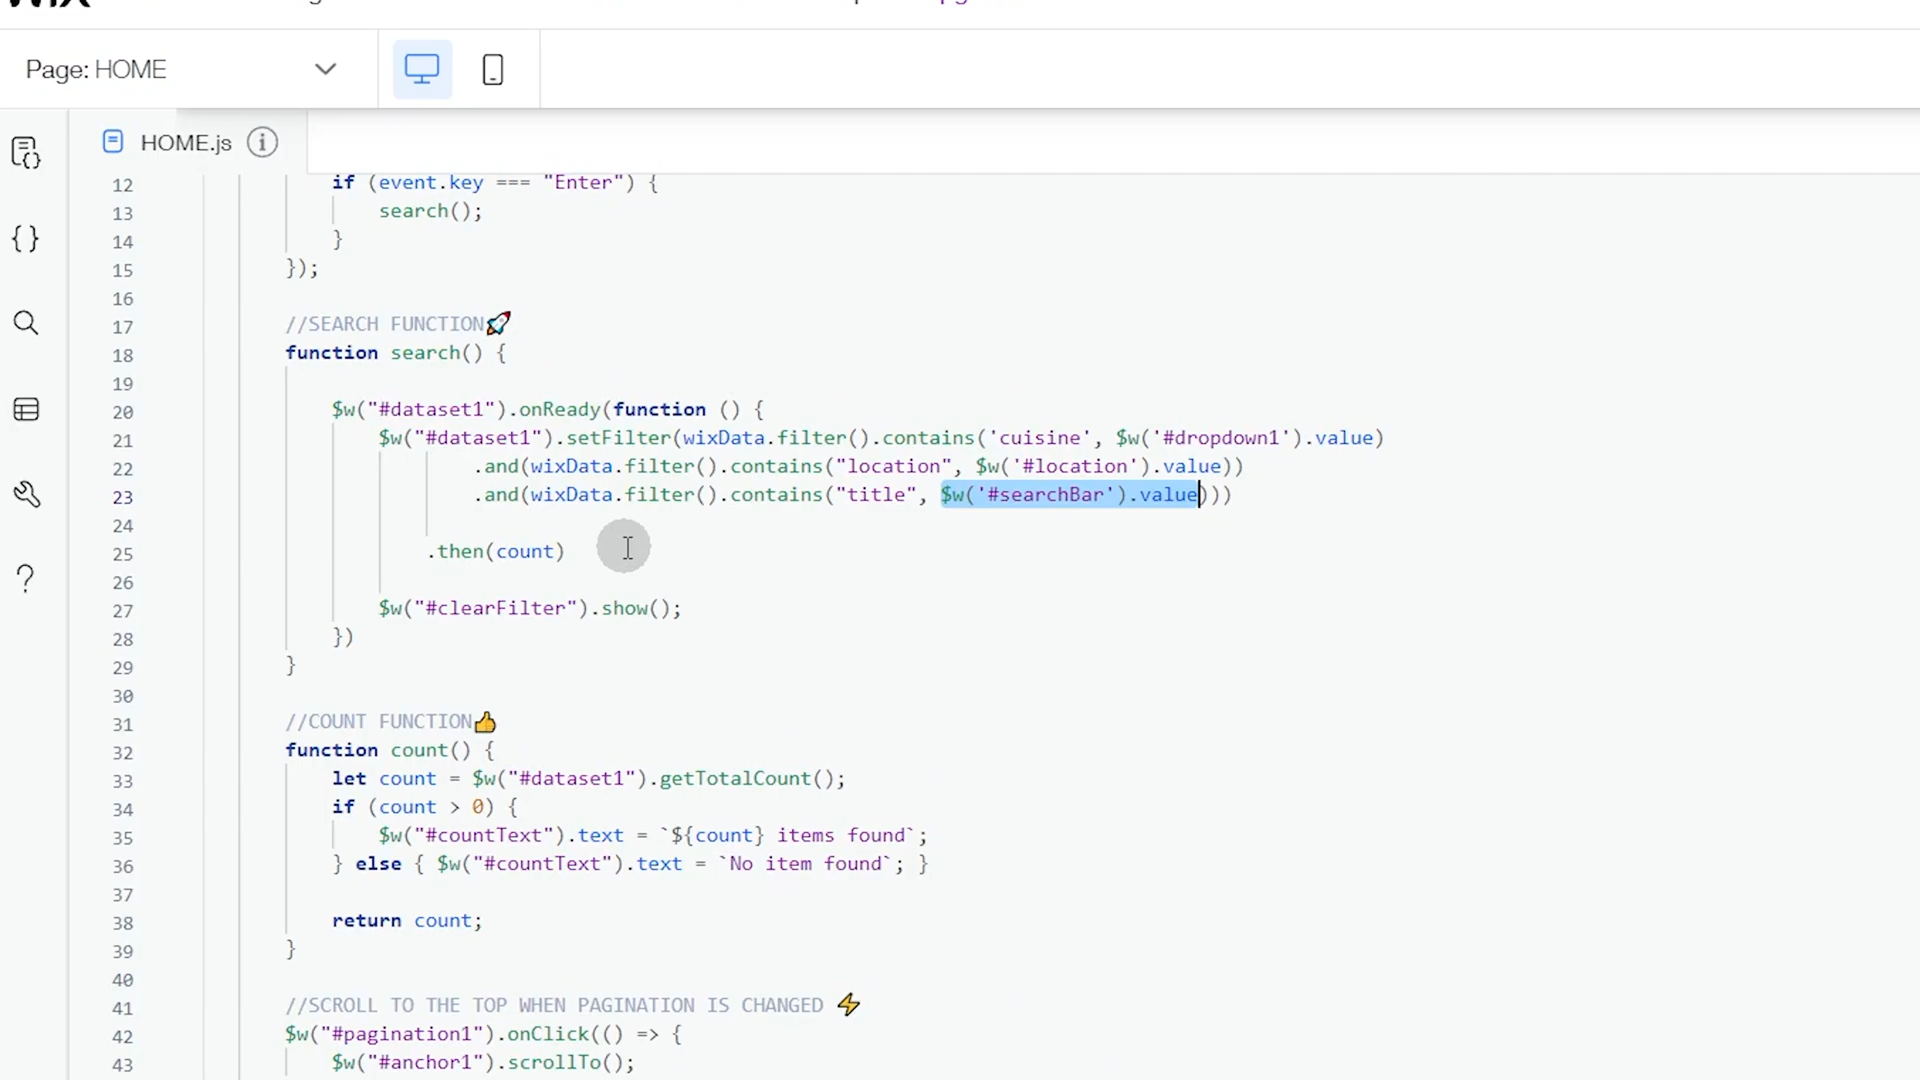 Page: HOME
HOME.js
12 if (event.key === "Enter") {
13 search();
14 }
15 });
16
17 //SEARCH FUNCTION🚀
18 function search() {
19
20 $w("#dataset1").onReady(function () {
21 $w("#dataset1").setFilter(wixData.filter().contains('cuisine', $w('#dropdown1').value)
22 .and(wixData.filter().contains("location", $w('#location').value))
23 .and(wixData.filter().contains("title", $w('#searchBar').value)))
24
25 .then(count)
26
27 $w("#clearFilter").show();
28 })
29 }
30
31 //COUNT FUNCTION👍
32 function count() {
33 let count = $w("#dataset1").getTotalCount();
34 if (count > 0) {
35 $w("#countText").text = `${count} items found`;
36 } else { $w("#countText").text = `No item found`; }
37
38 return count;
39 }
40
41 //SCROLL TO THE TOP WHEN PAGINATION IS CHANGED ⚡
42 $w("#pagination1").onClick(() => {
43 $w("#anchor1").scrollTo();